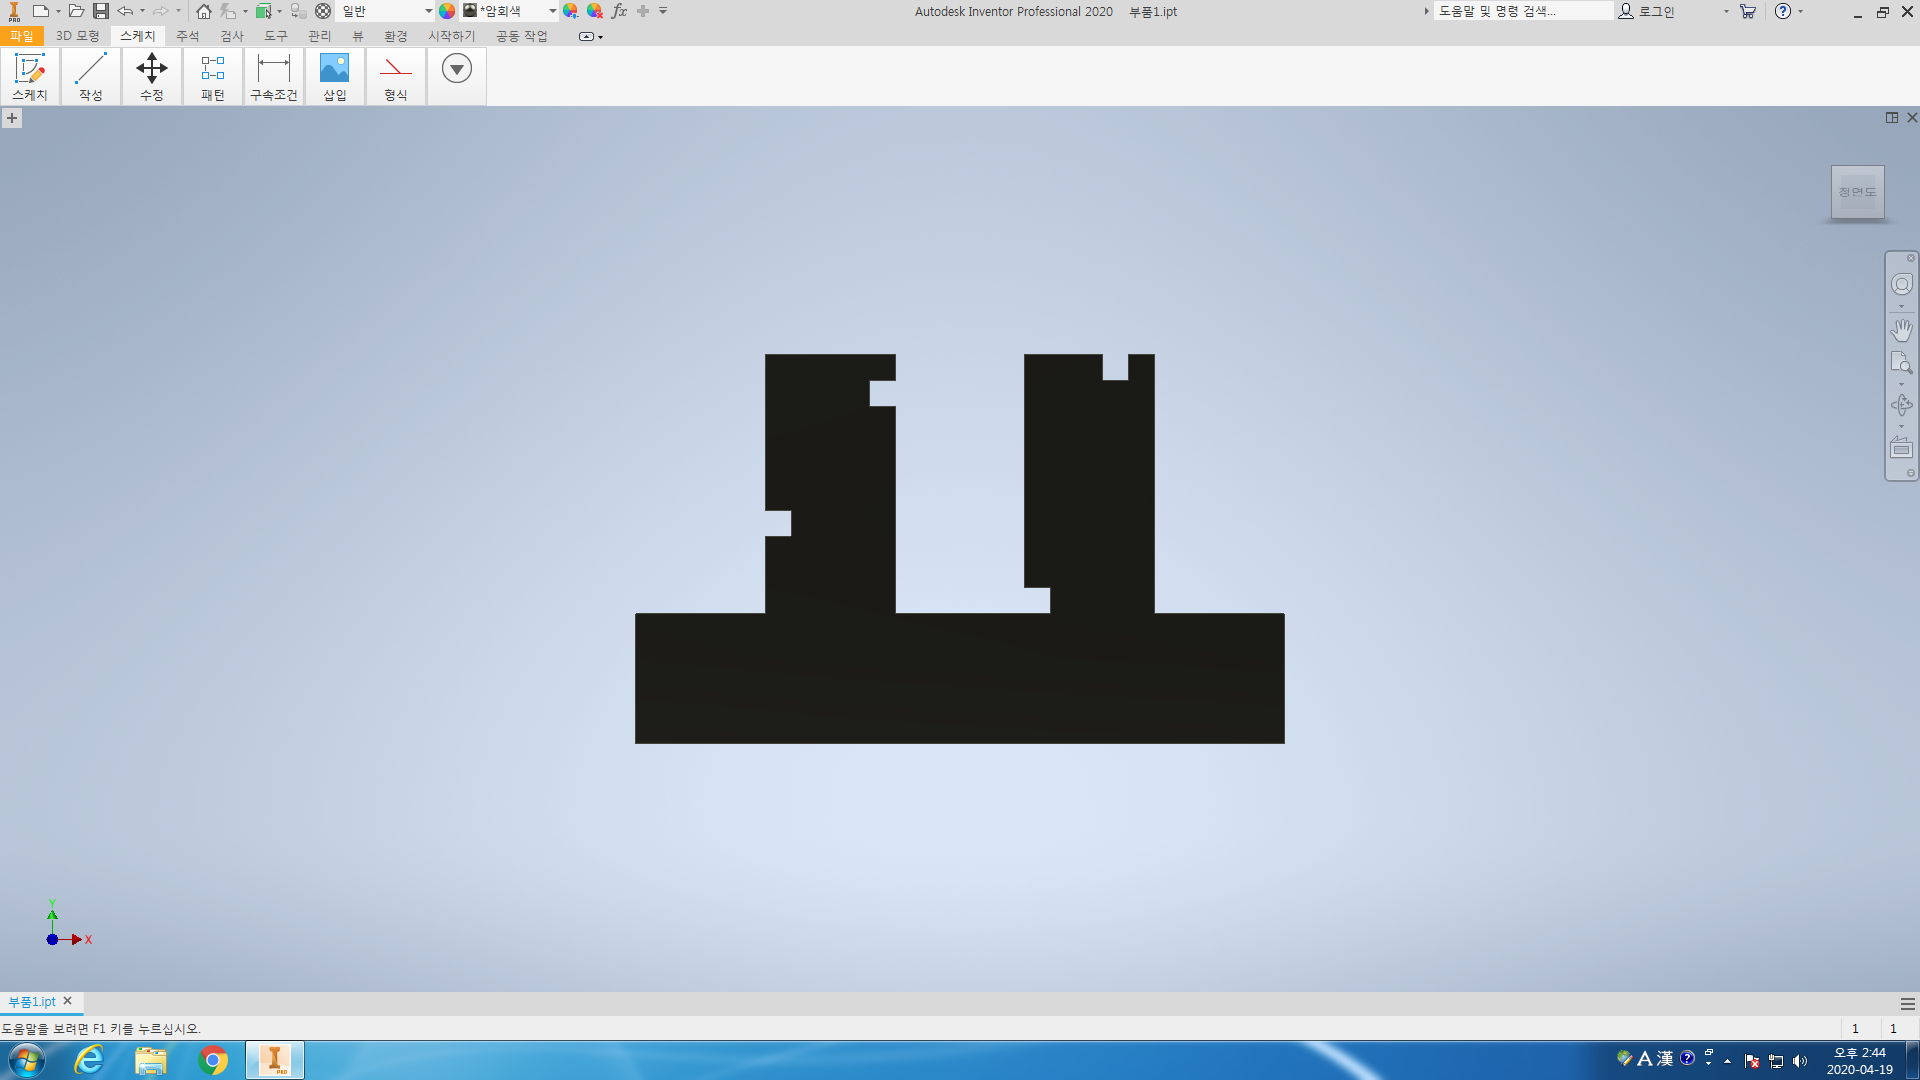 일반
*암회색
Autodesk Inventor Professional 2020 부품1.ipt
도움말 및 명령 검색...
로그인
파일 3D 모형 스케치 주석 검사 도구 관리 뷰 환경 시작하기 공동 작업
스케치 작성 수정 패턴 구속조건 삽입 형식
정면도
Y
X
부품1.ipt
도움말을 보려면 F1 키를 누르십시오.
1 1
A 漢
오후 2:44
2020-04-19